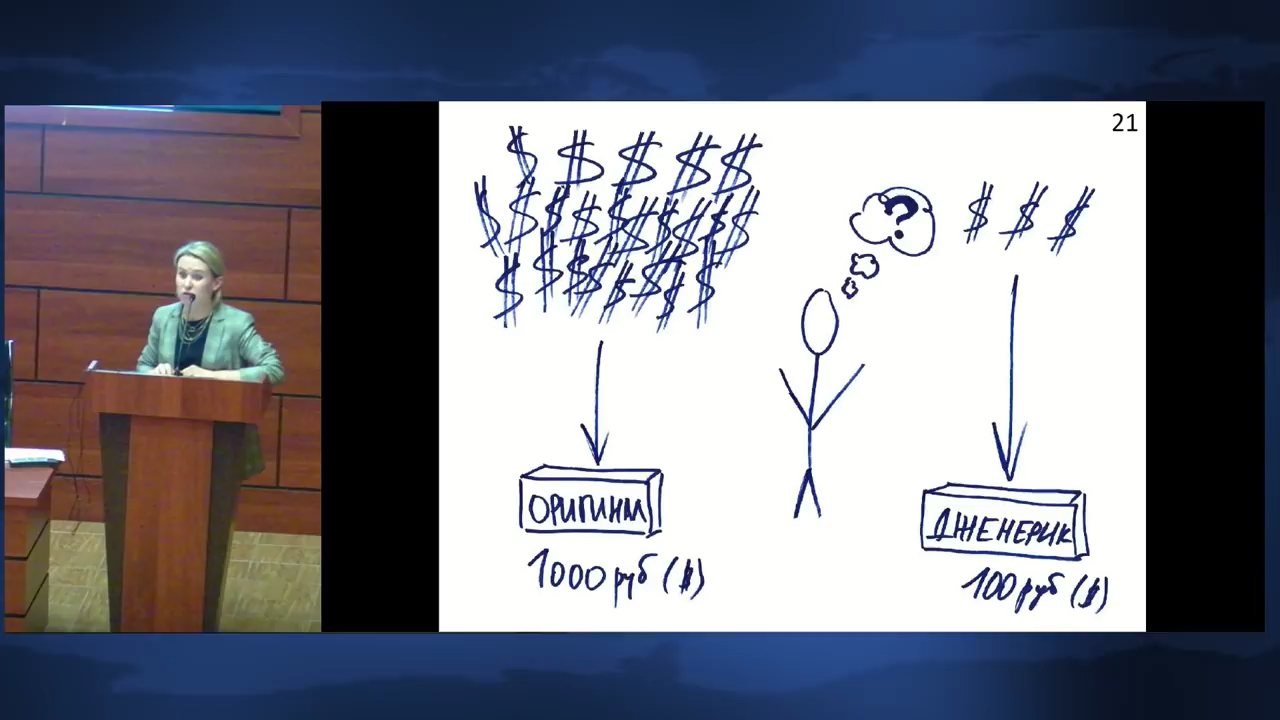 21
$ $ $ $ $
$ $ $ $ $ $ $ $ $ $
$ $ $ $ $ $ $ $
?
$ $ $
ОРИГИНАЛ
1000 руб ($)
ДЖЕНЕРИК
100 руб ($)